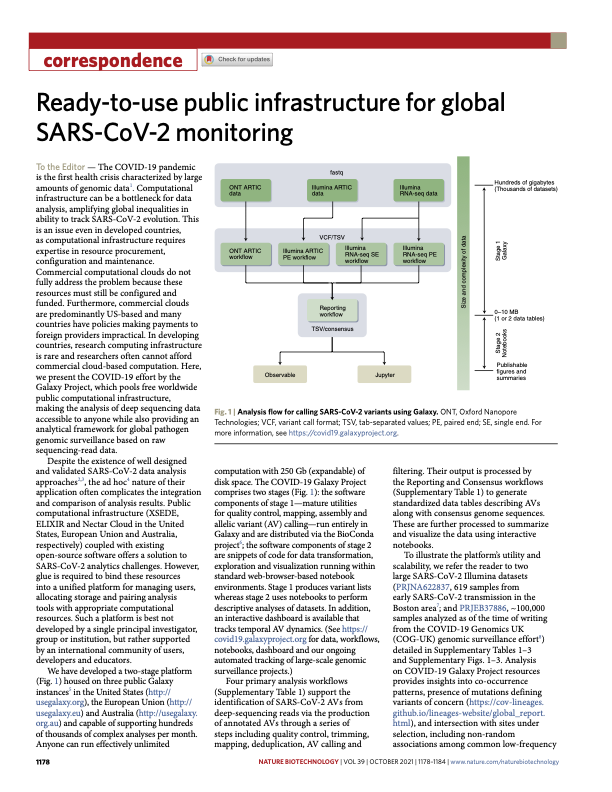 correspondence
Check for updates
Ready-to-use public infrastructure for global
SARS-CoV-2 monitoring
To the Editor — The COVID-19 pandemic
is the first health crisis characterized by large
amounts of genomic data1. Computational
infrastructure can be a bottleneck for data
analysis, amplifying global inequalities in
ability to track SARS-CoV-2 evolution. This
is an issue even in developed countries,
as computational infrastructure requires
expertise in resource procurement,
configuration and maintenance.
Commercial computational clouds do not
fully address the problem because these
resources must still be configured and
funded. Furthermore, commercial clouds
are predominantly US-based and many
countries have policies making payments to
foreign providers impractical. In developing
countries, research computing infrastructure
is rare and researchers often cannot afford
commercial cloud-based computation. Here,
we present the COVID-19 effort by the
Galaxy Project, which pools free worldwide
public computational infrastructure,
making the analysis of deep sequencing data
accessible to anyone while also providing an
analytical framework for global pathogen
genomic surveillance based on raw
sequencing-read data.
Despite the existence of well designed
and validated SARS-CoV-2 data analysis
approaches2,3, the ad hoc4 nature of their
application often complicates the integration
and comparison of analysis results. Public
computational infrastructure (XSEDE,
ELIXIR and Nectar Cloud in the United
States, European Union and Australia,
respectively) coupled with existing
open-source software offers a solution to
SARS-CoV-2 analytics challenges. However,
glue is required to bind these resources
into a unified platform for managing users,
allocating storage and pairing analysis
tools with appropriate computational
resources. Such a platform is best not
developed by a single principal investigator,
group or institution, but rather supported
by an international community of users,
developers and educators.
We have developed a two-stage platform
(Fig. 1) housed on three public Galaxy
instances5 in the United States (http://
usegalaxy.org), the European Union (http://
usegalaxy.eu) and Australia (http://usegalaxy.
org.au) and capable of supporting hundreds
of thousands of complex analyses per month.
Anyone can run effectively unlimited
fastq
ONT ARTIC
data
Illumina ARTIC
data
Illumina
RNA-seq data
VCF/TSV
ONT ARTIC
workflow
Illumina ARTIC
PE workflow
Illumina
RNA-seq SE
workflow
Illumina
RNA-seq PE
workflow
Reporting
workflow
TSV/consensus
Observable
Jupyter
Size and complexity of data
Hundreds of gigabytes
(Thousands of datasets)
Stage 1
Galaxy
0–10 MB
(1 or 2 data tables)
Stage 2
Notebooks
Publishable
figures and
summaries
Fig. 1 | Analysis flow for calling SARS-CoV-2 variants using Galaxy. ONT, Oxford Nanopore
Technologies; VCF, variant call format; TSV, tab-separated values; PE, paired end; SE, single end. For
more information, see https://covid19.galaxyproject.org.
computation with 250 Gb (expandable) of
disk space. The COVID-19 Galaxy Project
comprises two stages (Fig. 1): the software
components of stage 1—mature utilities
for quality control, mapping, assembly and
allelic variant (AV) calling—run entirely in
Galaxy and are distributed via the BioConda
project6; the software components of stage 2
are snippets of code for data transformation,
exploration and visualization running within
standard web-browser-based notebook
environments. Stage 1 produces variant lists
whereas stage 2 uses notebooks to perform
descriptive analyses of datasets. In addition,
an interactive dashboard is available that
tracks temporal AV dynamics. (See https://
covid19.galaxyproject.org for data, workflows,
notebooks, dashboard and our ongoing
automated tracking of large-scale genomic
surveillance projects.)
Four primary analysis workflows
(Supplementary Table 1) support the
identification of SARS-CoV-2 AVs from
deep-sequencing reads via the production
of annotated AVs through a series of
steps including quality control, trimming,
mapping, deduplication, AV calling and
filtering. Their output is processed by
the Reporting and Consensus workflows
(Supplementary Table 1) to generate
standardized data tables describing AVs
along with consensus genome sequences.
These are further processed to summarize
and visualize the data using interactive
notebooks.
To illustrate the platform's utility and
scalability, we refer the reader to two
large SARS-CoV-2 Illumina datasets
(PRJNA622837, 619 samples from
early SARS-CoV-2 transmission in the
Boston area7; and PRJEB37886, ~100,000
samples analyzed as of the time of writing
from the COVID-19 Genomics UK
(COG-UK) genomic surveillance effort8)
detailed in Supplementary Tables 1–3
and Supplementary Figs. 1–3. Analysis
on COVID-19 Galaxy Project resources
provides insights into co-occurrence
patterns, presence of mutations defining
variants of concern (https://cov-lineages.
github.io/lineages-website/global_report.
html), and intersection with sites under
selection, including non-random
associations among common low-frequency
1178
NATURE BIOTECHNOLOGY | VOL 39 | OCTOBER 2021 | 1178–1184 | www.nature.com/naturebiotechnology